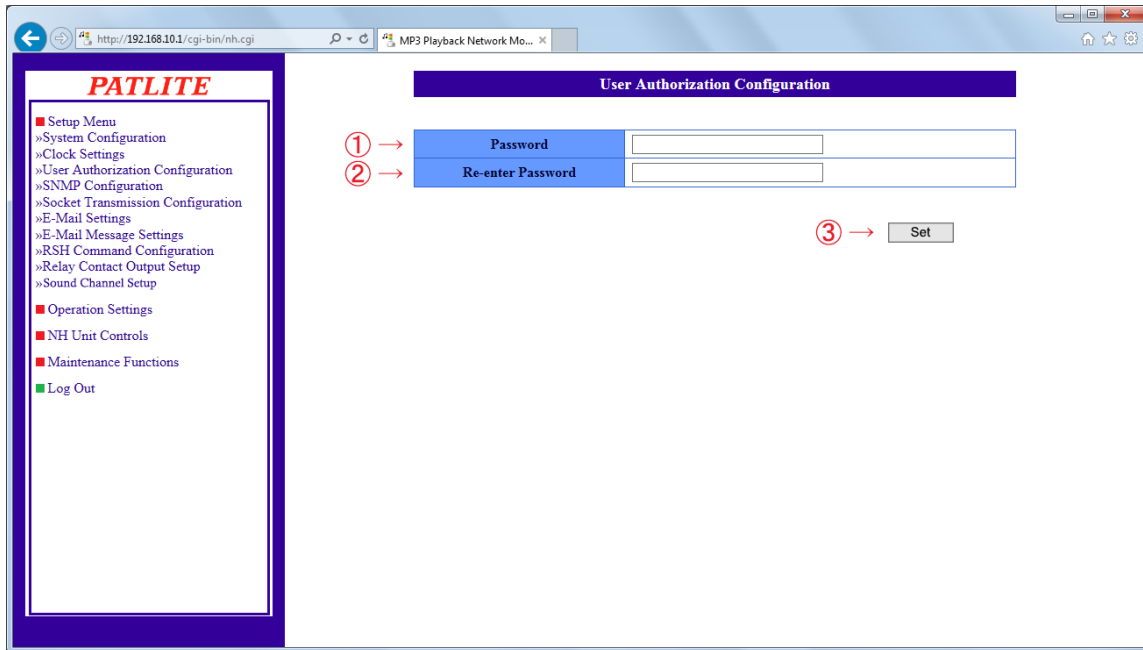 http://192.168.10.1/cgi-bin/nh.cgi
MP3 Playback Network Mo...
PATLITE
Setup Menu
»System Configuration
»Clock Settings
»User Authorization Configuration
»SNMP Configuration
»Socket Transmission Configuration
»E-Mail Settings
»E-Mail Message Settings
»RSH Command Configuration
»Relay Contact Output Setup
»Sound Channel Setup
Operation Settings
NH Unit Controls
Maintenance Functions
Log Out
User Authorization Configuration
① → Password
② → Re-enter Password
③ → Set